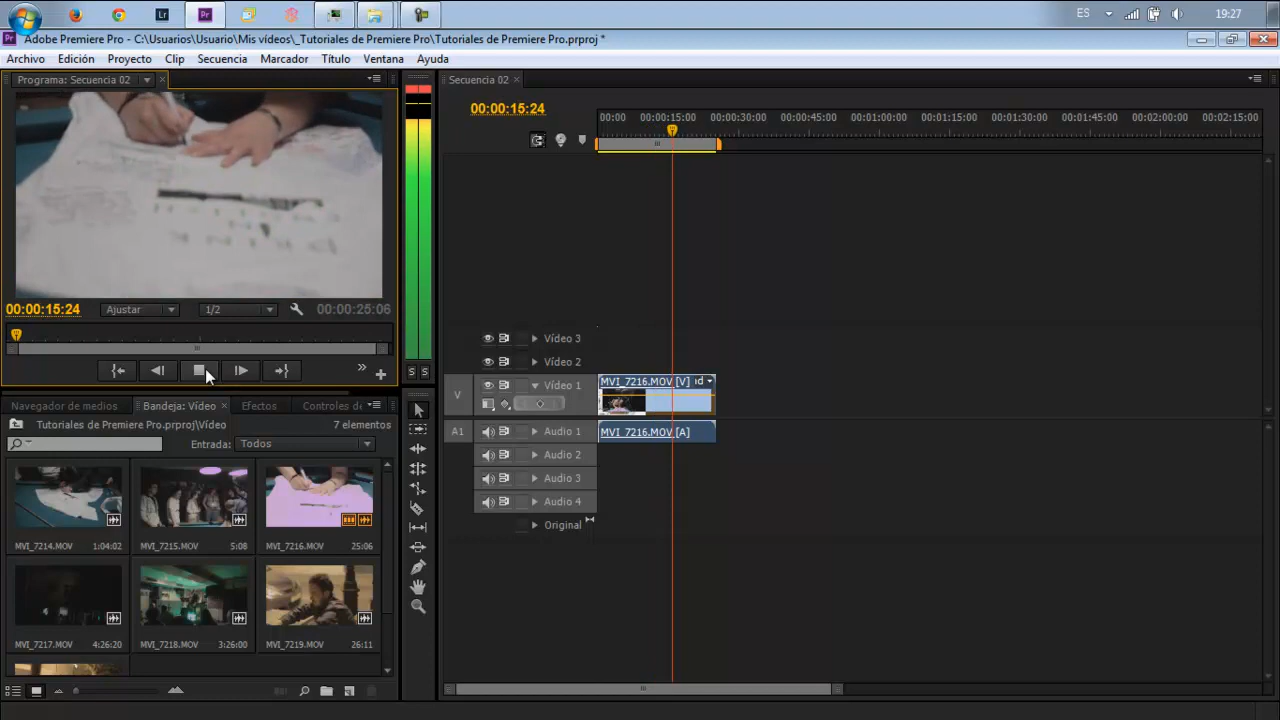 ES 19:27
Adobe Premiere Pro - C:\Usuarios\Usuario\Mis vídeos\_Tutoriales de Premiere Pro\Tutoriales de Premiere Pro.prproj *
Archivo Edición Proyecto Clip Secuencia Marcador Título Ventana Ayuda
Programa: Secuencia 02
Secuencia 02
00:00:15:24
00:00 00:00:15:00 00:00:30:00 00:00:45:00 00:01:00:00 00:01:15:00 00:01:30:00 00:01:45:00 00:02:00:00 00:02:15:00
00:00:15:24 Ajustar 1/2 00:00:25:06
S S
Vídeo 3
Vídeo 2
V Vídeo 1 MVI_7216.MOV [V]
A1 Audio 1 MVI_7216.MOV [A]
Audio 2
Audio 3
Audio 4
Original
Navegador de medios Bandeja: Vídeo Efectos Controles de
Tutoriales de Premiere Pro.prproj\Vídeo 7 elementos
Entrada: Todos
MVI_7214.MOV 1:04:02 MVI_7215.MOV 5:08 MVI_7216.MOV 25:06
MVI_7217.MOV 4:26:20 MVI_7218.MOV 3:26:00 MVI_7219.MOV 26:11